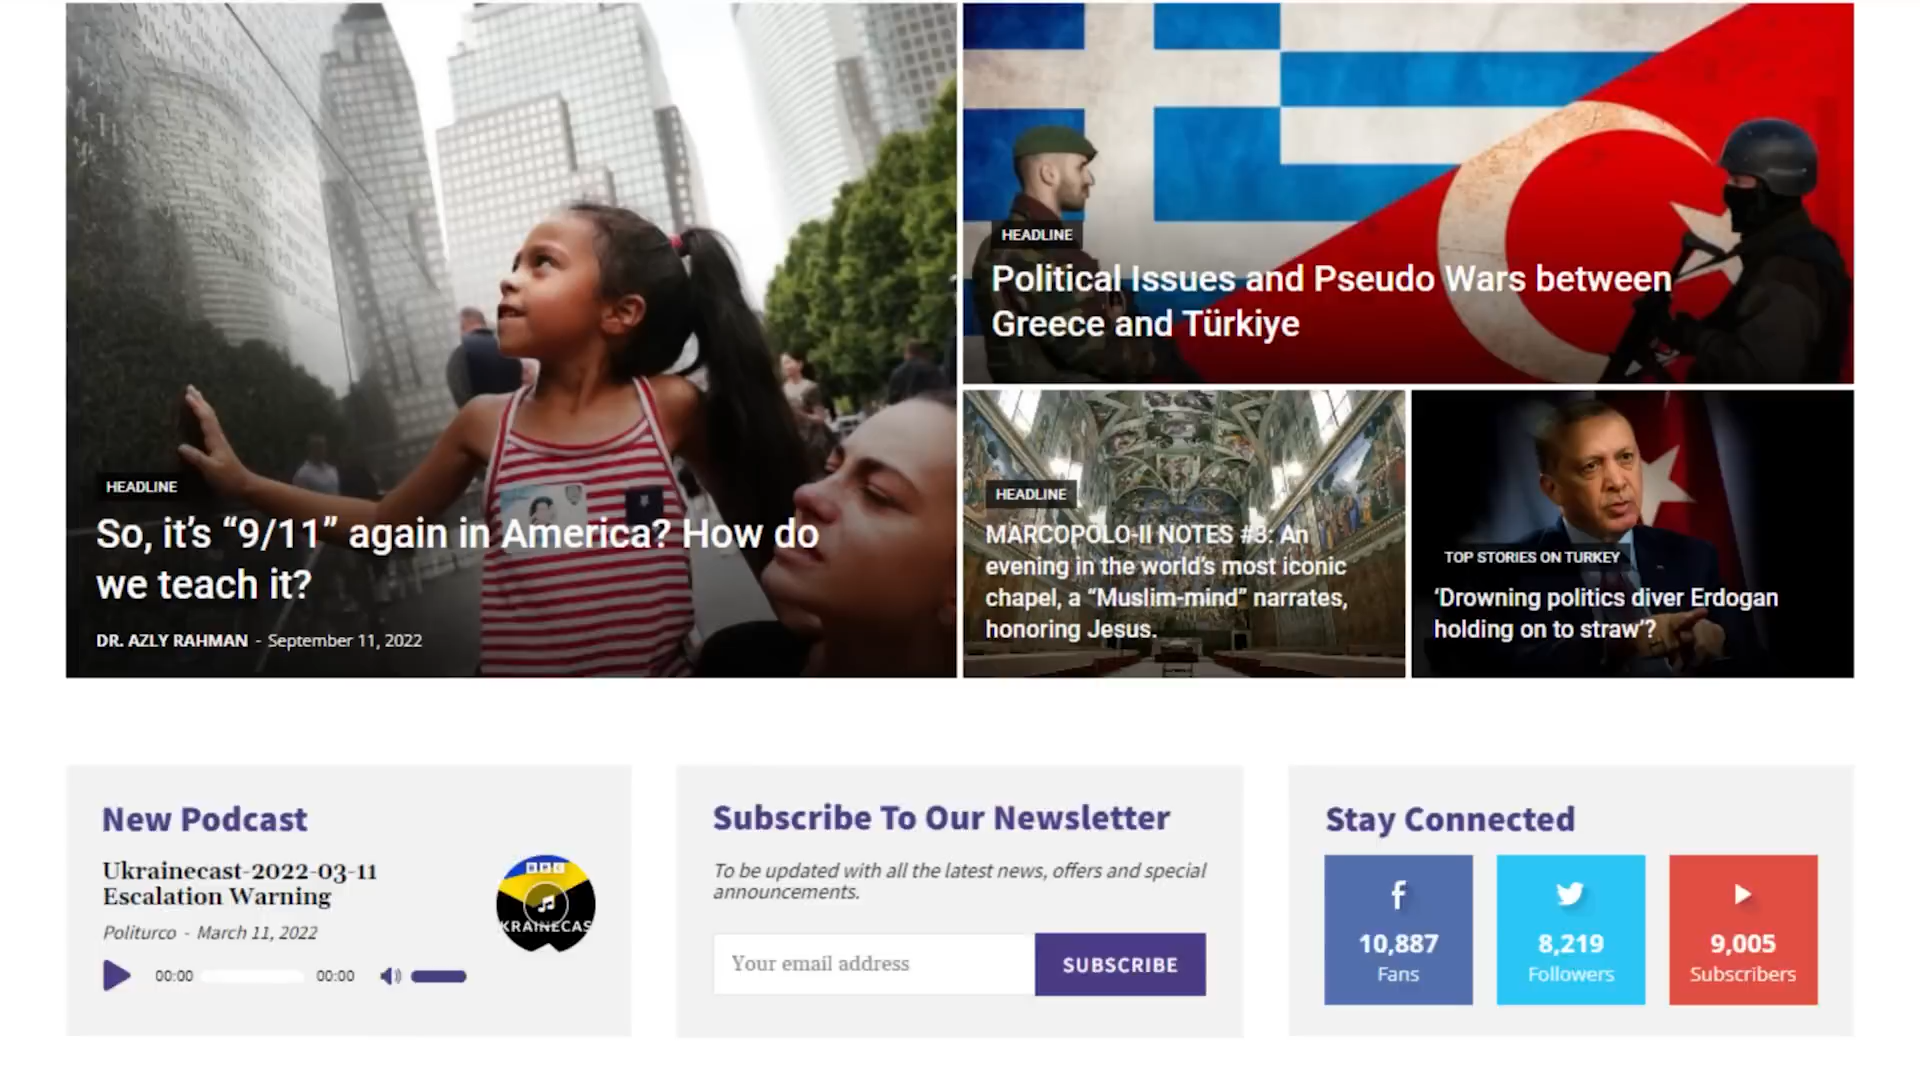 HEADLINE
So, it’s “9/11” again in America? How do
we teach it?
DR. AZLY RAHMAN - September 11, 2022
HEADLINE
Political Issues and Pseudo Wars between
Greece and Türkiye
HEADLINE
MARCOPOLO-II NOTES #3: An
evening in the world’s most iconic
chapel, a “Muslim-mind” narrates,
honoring Jesus.
TOP STORIES ON TURKEY
‘Drowning politics diver Erdogan
holding on to straw’?
New Podcast
Ukrainecast-2022-03-11
Escalation Warning
Politurco - March 11, 2022
00:00
00:00
BBC
KRAINECAS
Subscribe To Our Newsletter
To be updated with all the latest news, offers and special
announcements.
Your email address
SUBSCRIBE
Stay Connected
10,887
Fans
8,219
Followers
9,005
Subscribers